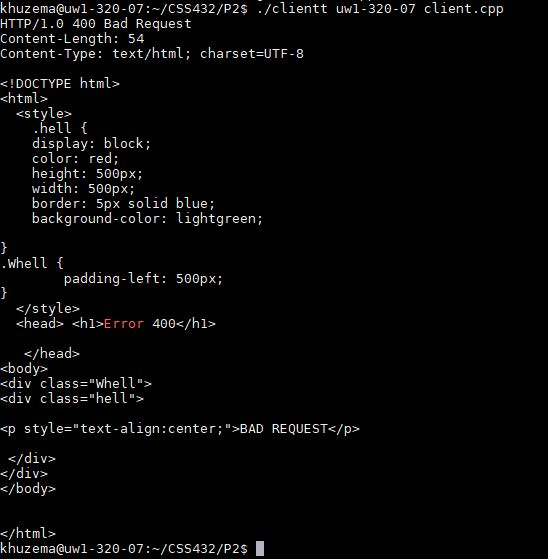 khuzema@uw1-320-07:~/CSS432/P2$ ./clientt uw1-320-07 client.cpp
HTTP/1.0 400 Bad Request
Content-Length: 54
Content-Type: text/html; charset=UTF-8

<!DOCTYPE html>
<html>
  <style>
    .hell {
    display: block;
    color: red;
    height: 500px;
    width: 500px;
    border: 5px solid blue;
    background-color: lightgreen;

}
.Whell {
        padding-left: 500px;
}
  </style>
  <head> <h1>Error 400</h1>

   </head>
<body>
<div class="Whell">
<div class="hell">

<p style="text-align:center;">BAD REQUEST</p>

 </div>
</div>
</body>


</html>
khuzema@uw1-320-07:~/CSS432/P2$